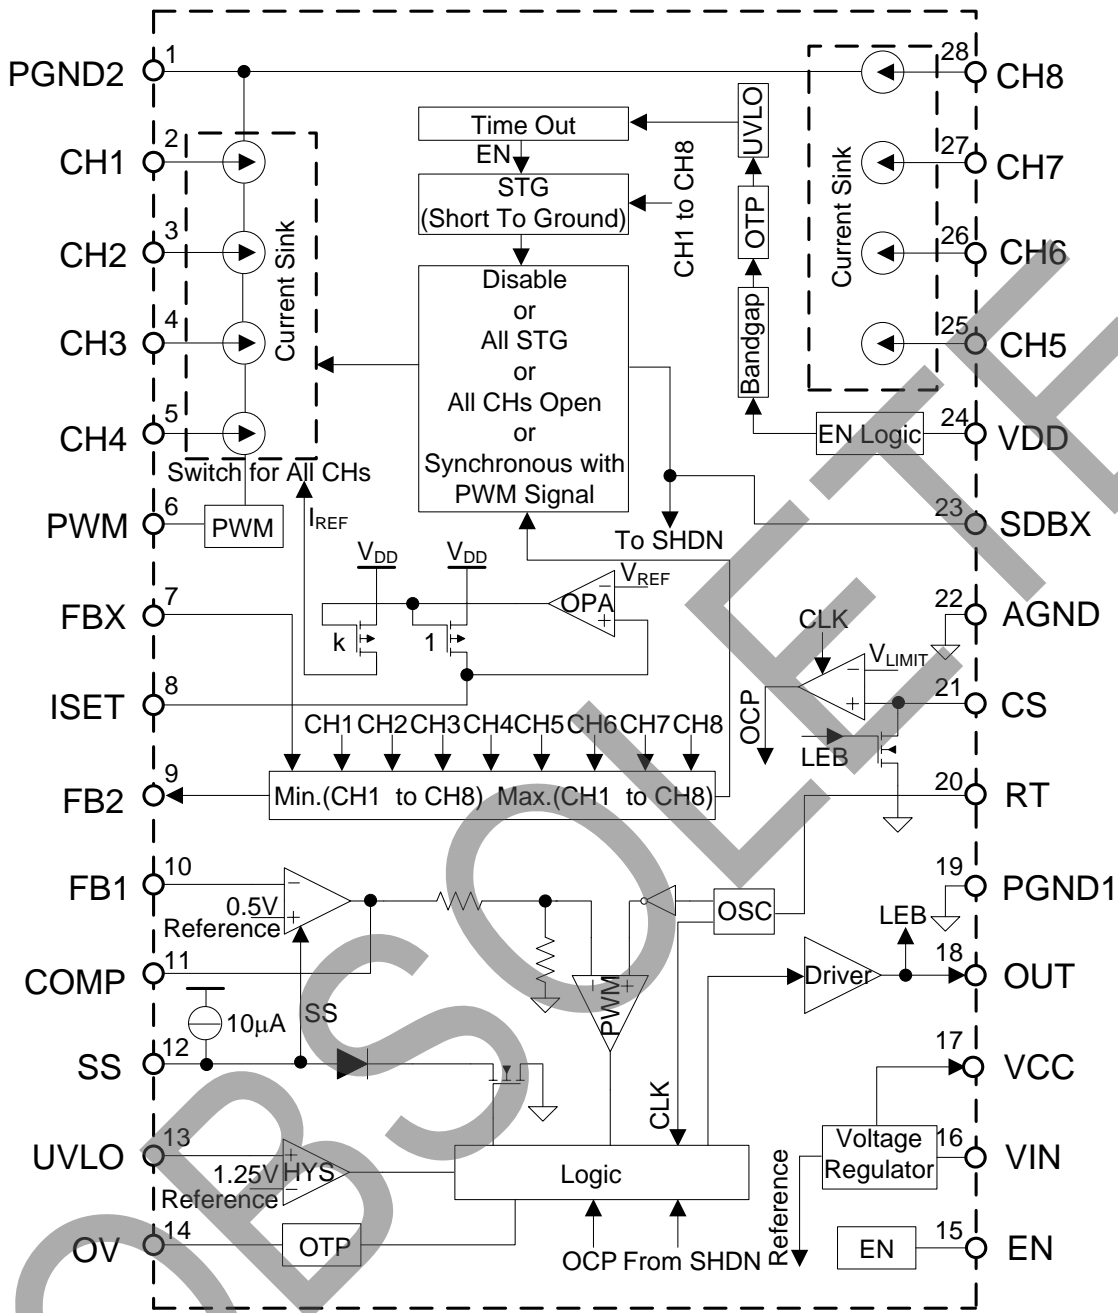 PGND2
1
CH1
2
CH2
3
CH3
4
CH4
5
PWM
6
FBX
7
ISET
8
FB2
9
FB1
10
COMP
11
SS
12
UVLO
13
OV
14
28
CH8
27
CH7
26
CH6
25
CH5
24
VDD
23
SDBX
22
AGND
21
CS
20
RT
19
PGND1
18
OUT
17
VCC
16
VIN
15
EN
Current Sink
Switch for All CHs
PWM
IREF
Time Out
EN
STG
(Short To Ground)
CH1 to CH8
UVLO
OTP
Bandgap
EN Logic
Current Sink
Disable
or
All STG
or
All CHs Open
or
Synchronous with
PWM Signal
To SHDN
VDD
VDD
k
1
OPA
VREF
CLK
VLIMIT
OCP
LEB
CH1 CH2 CH3 CH4 CH5 CH6 CH7 CH8
Min.(CH1 to CH8) Max.(CH1 to CH8)
0.5V
Reference
SS
10µA
PWM
OSC
CLK
LEB
Driver
1.25V
Reference
HYS
Logic
OTP
OCP From SHDN
Voltage
Regulator
Reference
EN
OBSOLETE